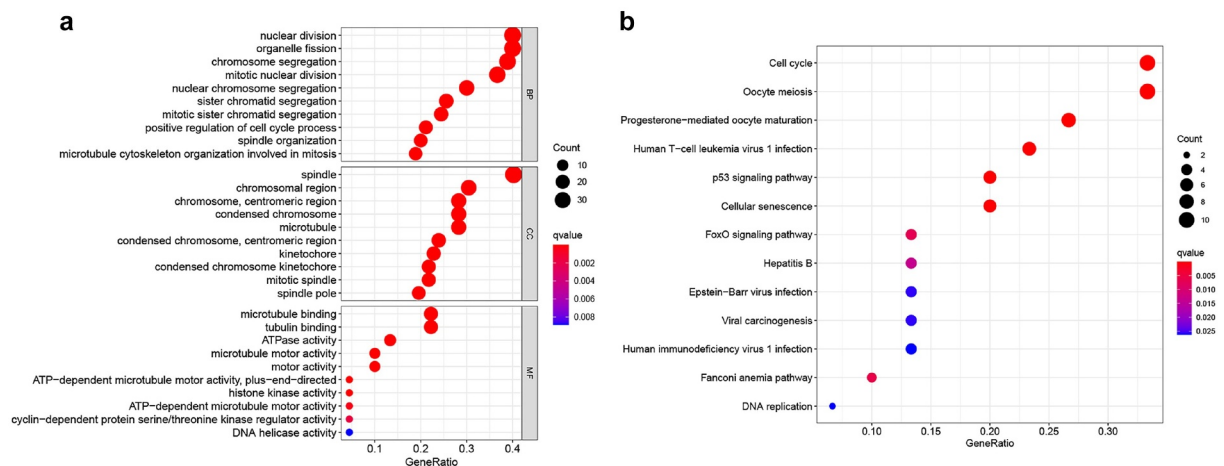 a
nuclear division
organelle fission
chromosome segregation
mitotic nuclear division
nuclear chromosome segregation
sister chromatid segregation
mitotic sister chromatid segregation
positive regulation of cell cycle process
spindle organization
microtubule cytoskeleton organization involved in mitosis
BP
spindle
chromosomal region
chromosome, centromeric region
condensed chromosome
microtubule
condensed chromosome, centromeric region
kinetochore
condensed chromosome kinetochore
mitotic spindle
spindle pole
CC
microtubule binding
tubulin binding
ATPase activity
microtubule motor activity
motor activity
ATP-dependent microtubule motor activity, plus-end-directed
histone kinase activity
ATP-dependent microtubule motor activity
cyclin-dependent protein serine/threonine kinase regulator activity
DNA helicase activity
MF
0.1 0.2 0.3 0.4
GeneRatio
Count
10
20
30
qvalue
0.002
0.004
0.006
0.008
b
Cell cycle
Oocyte meiosis
Progesterone-mediated oocyte maturation
Human T-cell leukemia virus 1 infection
p53 signaling pathway
Cellular senescence
FoxO signaling pathway
Hepatitis B
Epstein-Barr virus infection
Viral carcinogenesis
Human immunodeficiency virus 1 infection
Fanconi anemia pathway
DNA replication
0.10 0.15 0.20 0.25 0.30
GeneRatio
Count
2
4
6
8
10
qvalue
0.005
0.010
0.015
0.020
0.025